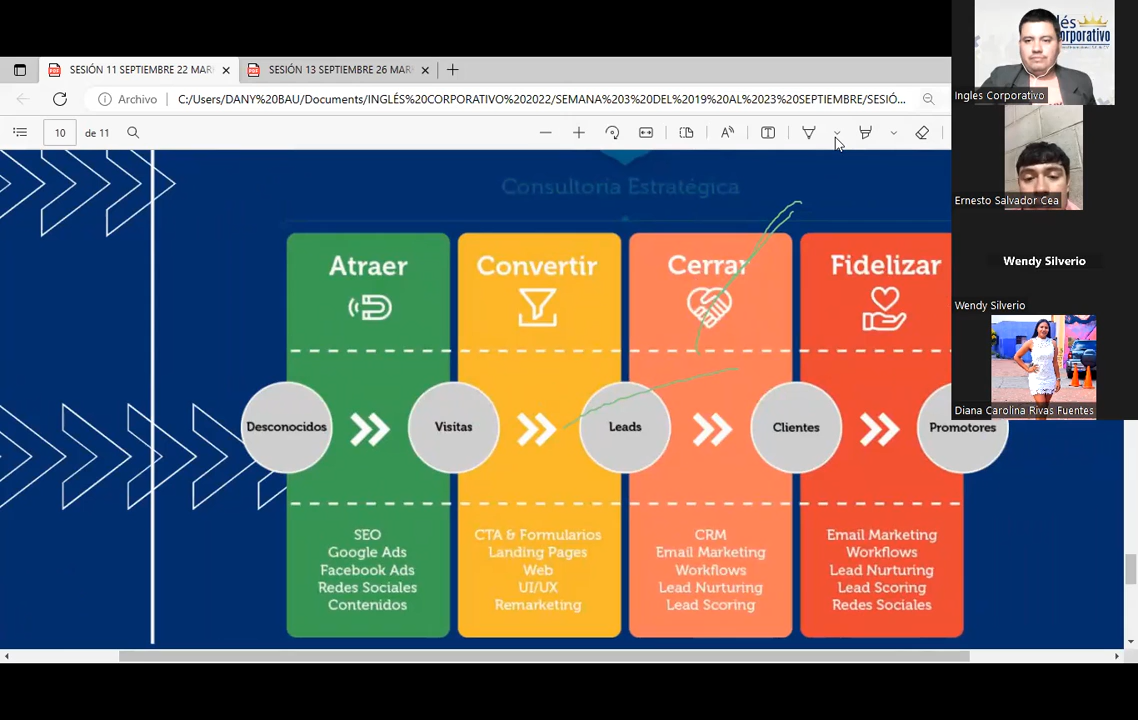 SESIÓN 11 SEPTIEMBRE 22 MAR
SESIÓN 13 SEPTIEMBRE 26 MAR
Archivo
C:/Users/DANY%20BAU/Documents/INGLÉS%20CORPORATIVO%202022/SEMANA%203%20DEL%2019%20AL%2023%20SEPTIEMBRE/SESIÓ...
10 de 11
Consultoría Estratégica
Atraer
Convertir
Cerrar
Fidelizar
Desconocidos
Visitas
Leads
Clientes
Promotores
SEO
Google Ads
Facebook Ads
Redes Sociales
Contenidos
CTA & Formularios
Landing Pages
Web
UI/UX
Remarketing
CRM
Email Marketing
Workflows
Lead Nurturing
Lead Scoring
Email Marketing
Workflows
Lead Nurturing
Lead Scoring
Redes Sociales
Ingles Corporativo
Ernesto Salvador Cea
Wendy Silverio
Wendy Silverio
Diana Carolina Rivas Fuentes